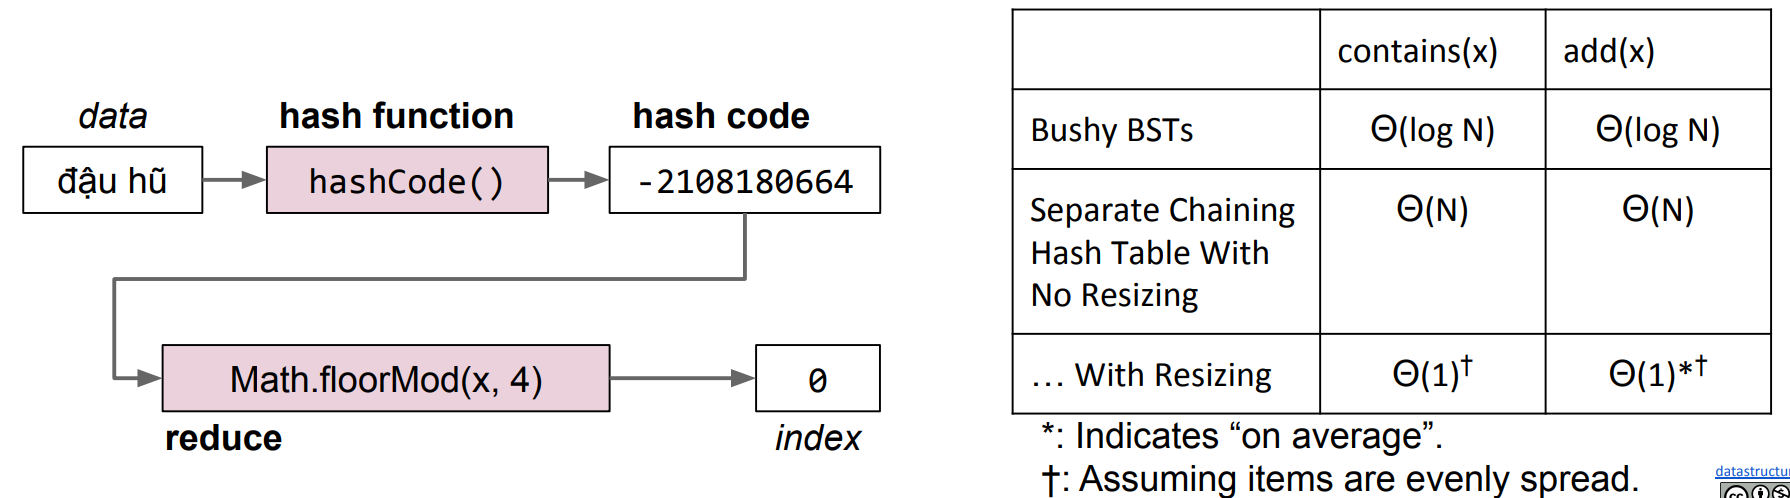 data
hash function
hash code
đậu hũ
hashCode()
-2108180664
Math.floorMod(x, 4)
0
reduce
index
contains(x)
add(x)
Bushy BSTs
Θ(log N)
Θ(log N)
Separate Chaining
Hash Table With
No Resizing
Θ(N)
Θ(N)
… With Resizing
Θ(1)†
Θ(1)*†
*: Indicates “on average”.
†: Assuming items are evenly spread.